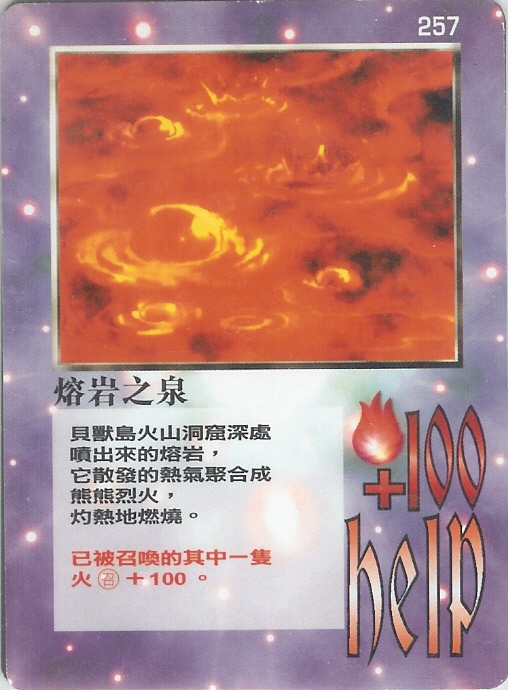 257
熔岩之泉
貝獸島火山洞窟深處
噴出來的熔岩，
它散發的熱氣聚合成
熊熊烈火，
灼熱地燃燒。
已被召喚的其中一隻
火㊁召＋100。
+100
help